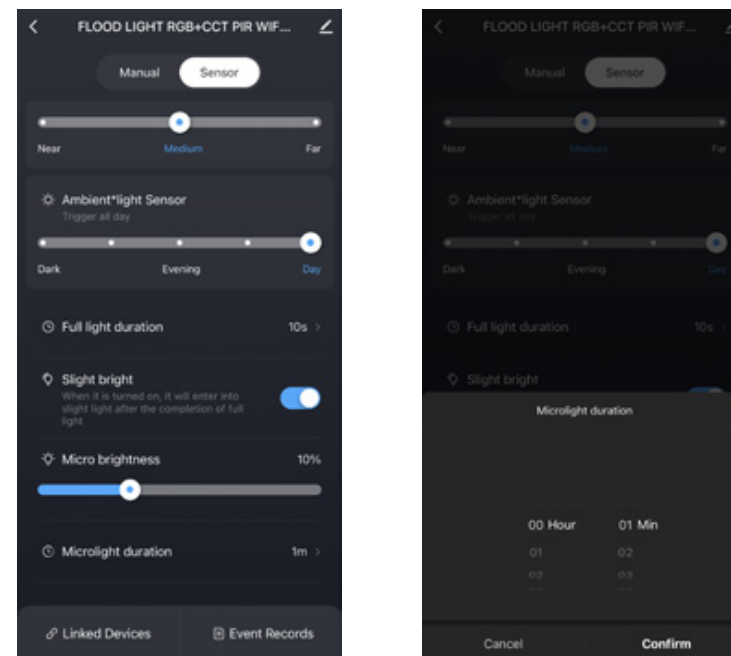 FLOOD LIGHT RGB+CCT PIR WIF...
Manual
Sensor
Near
Medium
Far
Ambient*light Sensor
Trigger all day
Dark
Evening
Day
Full light duration
10s
Slight bright
When it is turned on, it will enter into
slight light after the completion of full
light
Micro brightness
10%
Microlight duration
1m
Linked Devices
Event Records
FLOOD LIGHT RGB+CCT PIR WIF...
Manual
Sensor
Near
Medium
Far
Ambient*light Sensor
Trigger all day
Dark
Evening
Day
Full light duration
10s
Slight bright
Microlight duration
00 Hour 01 Min
01 02
02 03
Cancel
Confirm